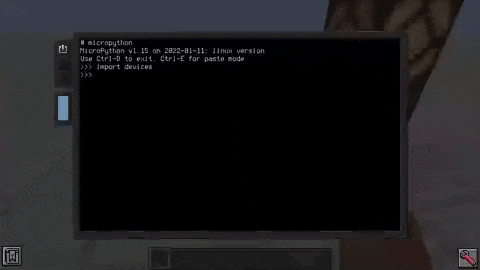 # micropython
MicroPython v1.15 on 2022-01-11; linux version
Use Ctrl-D to exit, Ctrl-E for paste mode
>>> import devices
>>>